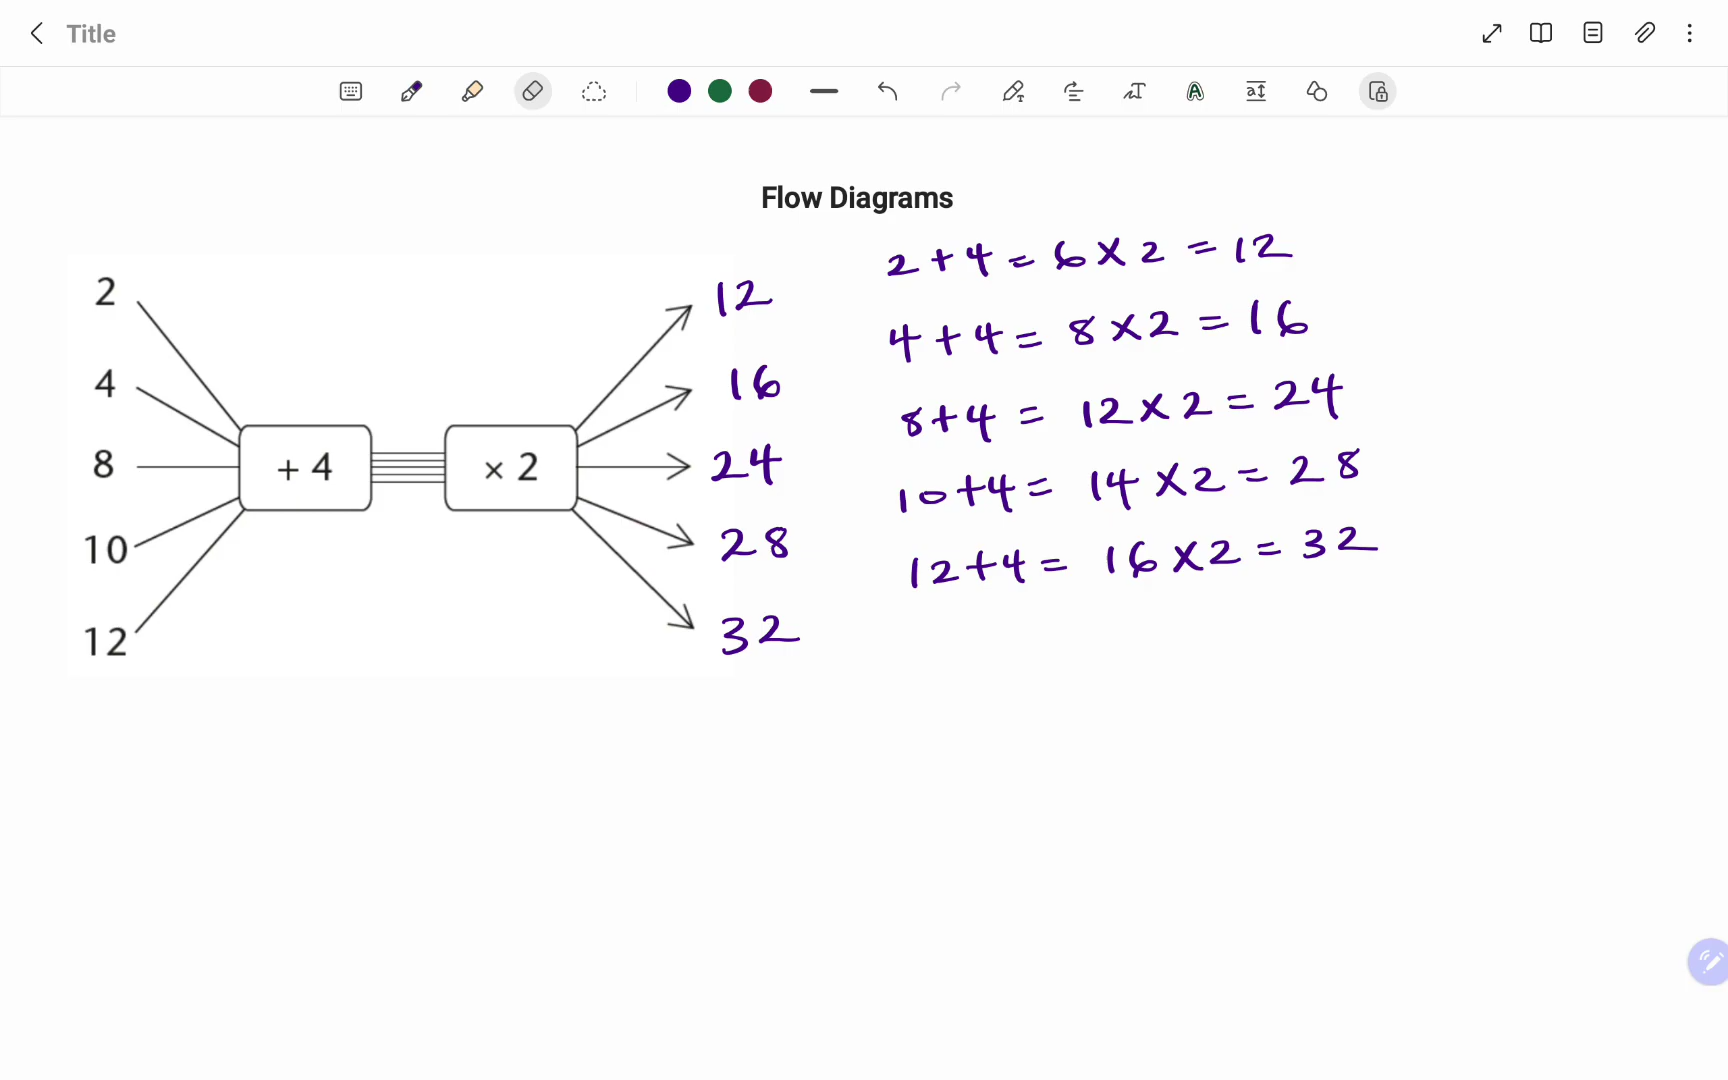 Title
Flow Diagrams
2 + 4 = 6 × 2 = 12
2
12
4 + 4 = 8 × 2 = 16
4
16
8 + 4 = 12 × 2 = 24
8
+ 4
× 2
24
10 + 4 = 14 × 2 = 28
10
28
12 + 4 = 16 × 2 = 32
12
32